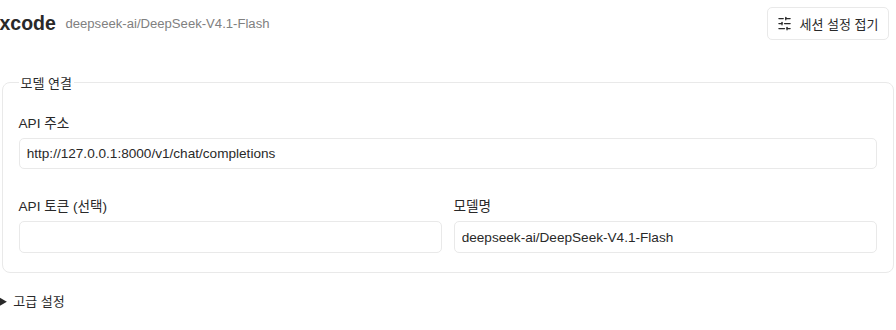 xcode deepseek-ai/DeepSeek-V4.1-Flash 세션 설정 접기
모델 연결
API 주소
http://127.0.0.1:8000/v1/chat/completions
API 토큰 (선택) 모델명
deepseek-ai/DeepSeek-V4.1-Flash
고급 설정